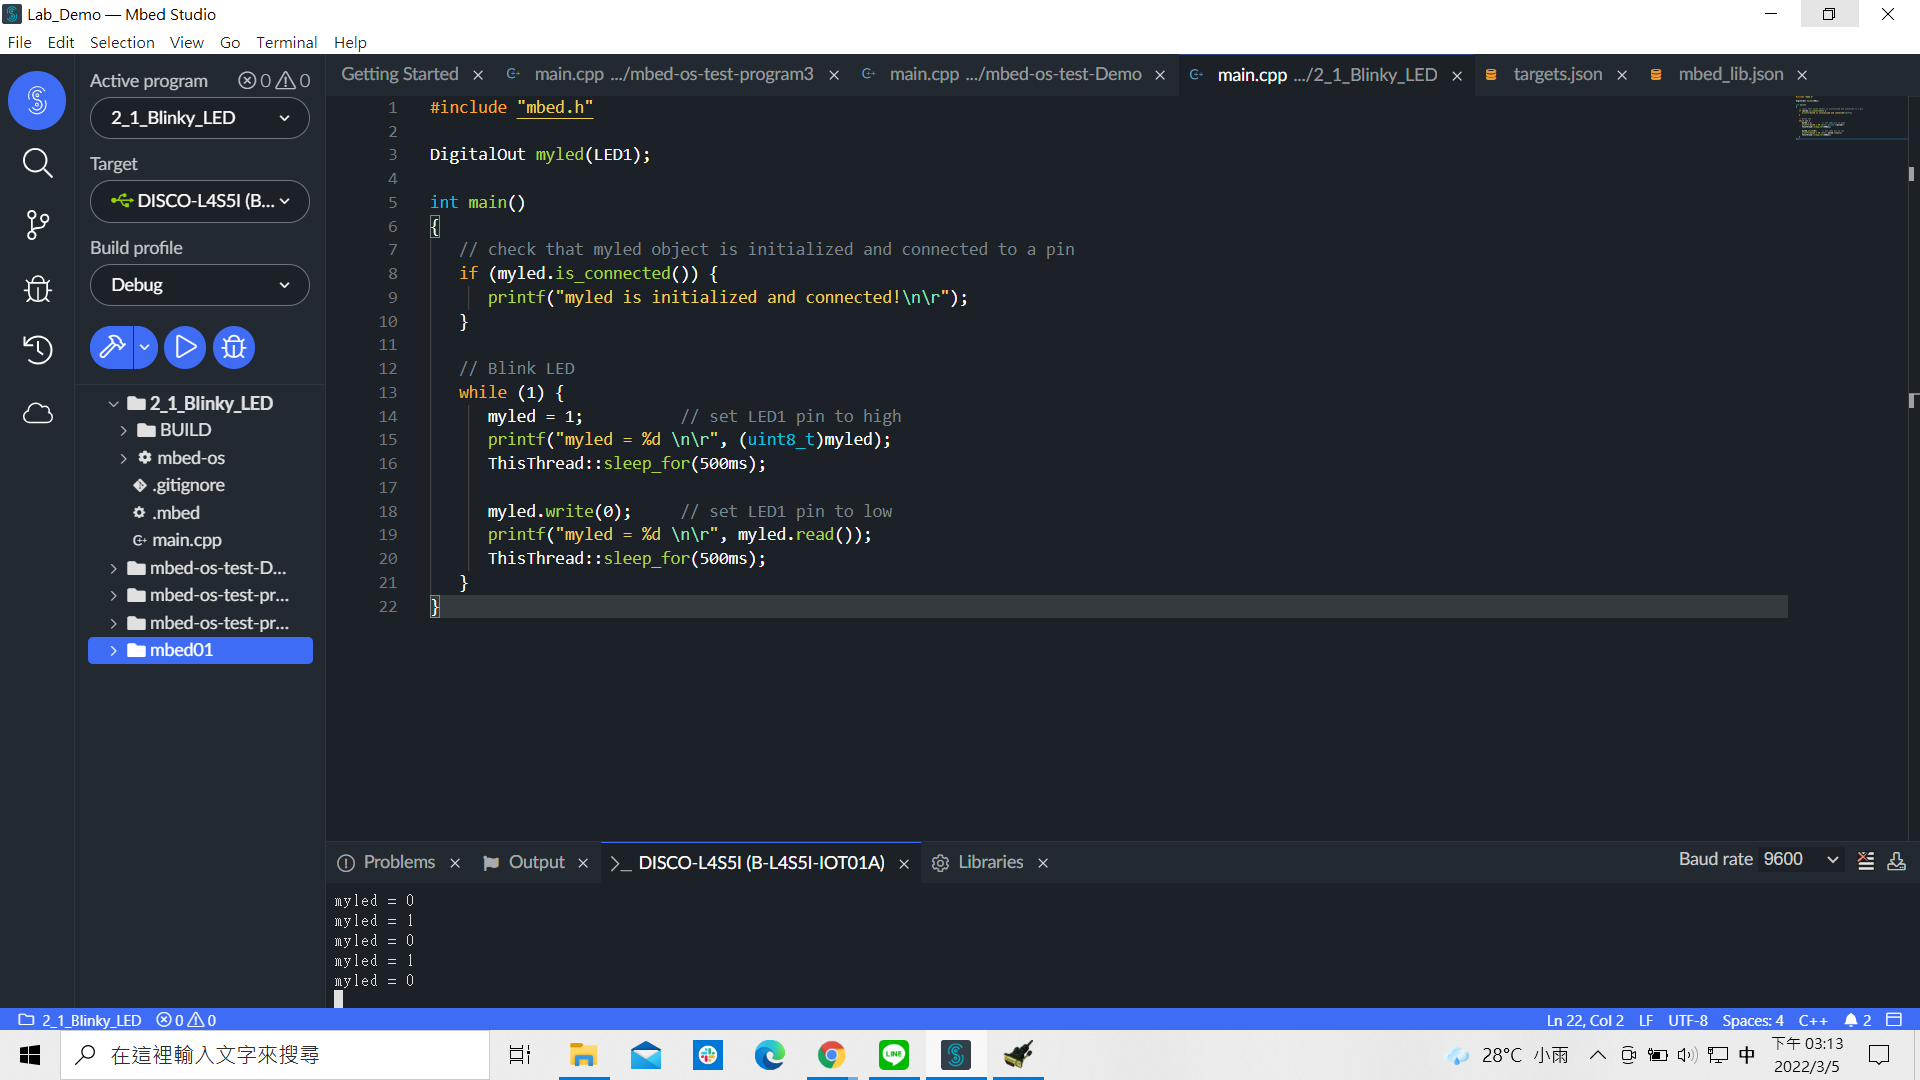 Lab_Demo — Mbed Studio
File Edit Selection View Go Terminal Help
Active program 0 0
2_1_Blinky_LED
Target
DISCO-L4S5I (B...
Build profile
Debug
2_1_Blinky_LED
BUILD
mbed-os
.gitignore
.mbed
main.cpp
mbed-os-test-D...
mbed-os-test-pr...
mbed-os-test-pr...
mbed01
Getting Started main.cpp .../mbed-os-test-program3 main.cpp .../mbed-os-test-Demo main.cpp .../2_1_Blinky_LED targets.json mbed_lib.json
1 #include "mbed.h"
2
3 DigitalOut myled(LED1);
4
5 int main()
6 {
7 // check that myled object is initialized and connected to a pin
8 if (myled.is_connected()) {
9 printf("myled is initialized and connected!\n\r");
10 }
11
12 // Blink LED
13 while (1) {
14 myled = 1; // set LED1 pin to high
15 printf("myled = %d \n\r", (uint8_t)myled);
16 ThisThread::sleep_for(500ms);
17
18 myled.write(0); // set LED1 pin to low
19 printf("myled = %d \n\r", myled.read());
20 ThisThread::sleep_for(500ms);
21 }
22 }
Problems Output >_ DISCO-L4S5I (B-L4S5I-IOT01A) Libraries Baud rate 9600
myled = 0
myled = 1
myled = 0
myled = 1
myled = 0
2_1_Blinky_LED 0 0 Ln 22, Col 2 LF UTF-8 Spaces: 4 C++ 2
在這裡輸入文字來搜尋
LINE
28°C 小雨
中
下午 03:13
2022/3/5